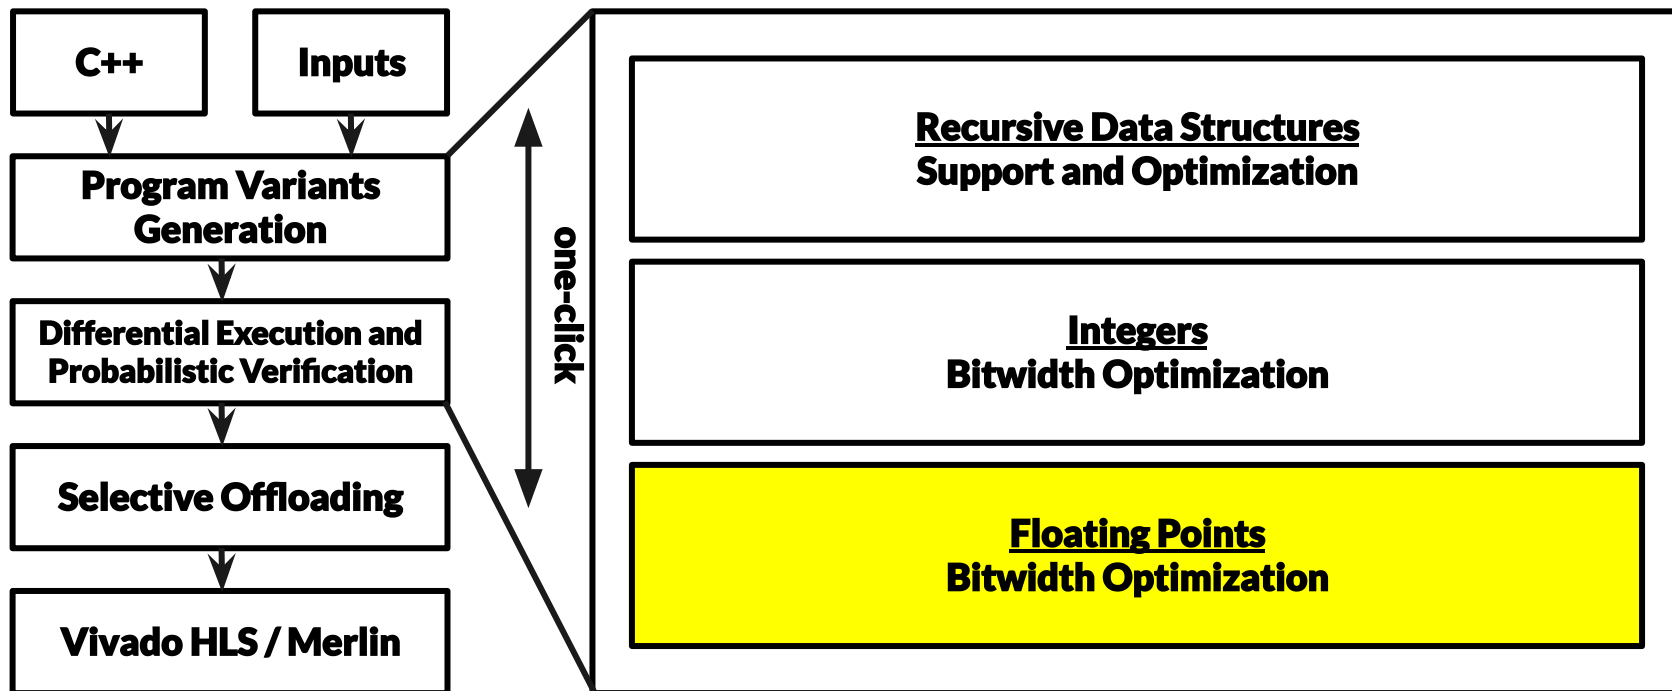 C++
Inputs
Program Variants
Generation
Differential Execution and
Probabilistic Verification
Selective Offloading
Vivado HLS / Merlin
one-click
Recursive Data Structures
Support and Optimization
Integers
Bitwidth Optimization
Floating Points
Bitwidth Optimization